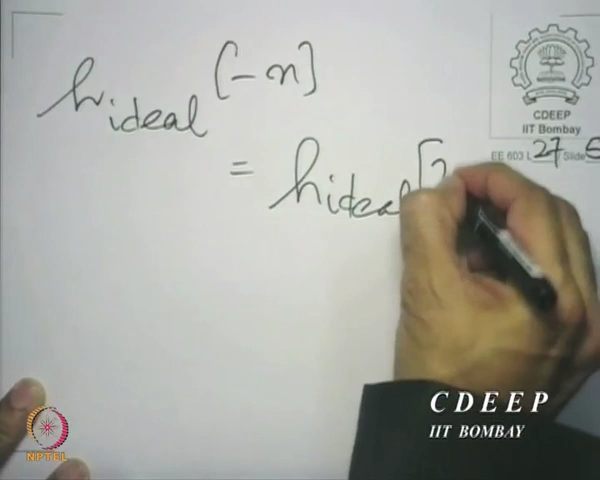 h ideal [-n]
= h ideal [
CDEEP
IIT Bombay
EE 603 L 27 Slide 5
CDEEP
IIT BOMBAY
NPTEL